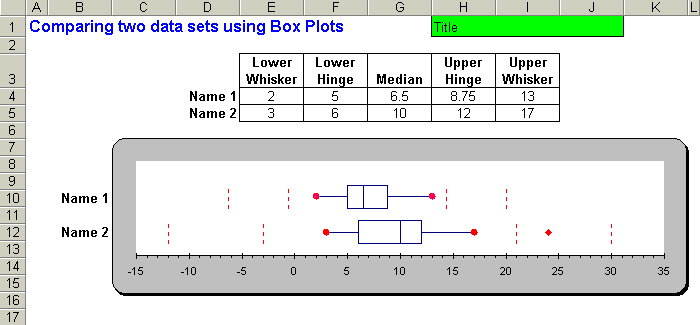 A B C D E F G H I J K L
1 Comparing two data sets using Box Plots Title
2
Lower Lower Upper Upper
3 Whisker Hinge Median Hinge Whisker
4 Name 1 2 5 6.5 8.75 13
5 Name 2 3 6 10 12 17
6
7
8
9
10 Name 1
11
12 Name 2
13
14 -15 -10 -5 0 5 10 15 20 25 30 35
15
16
17